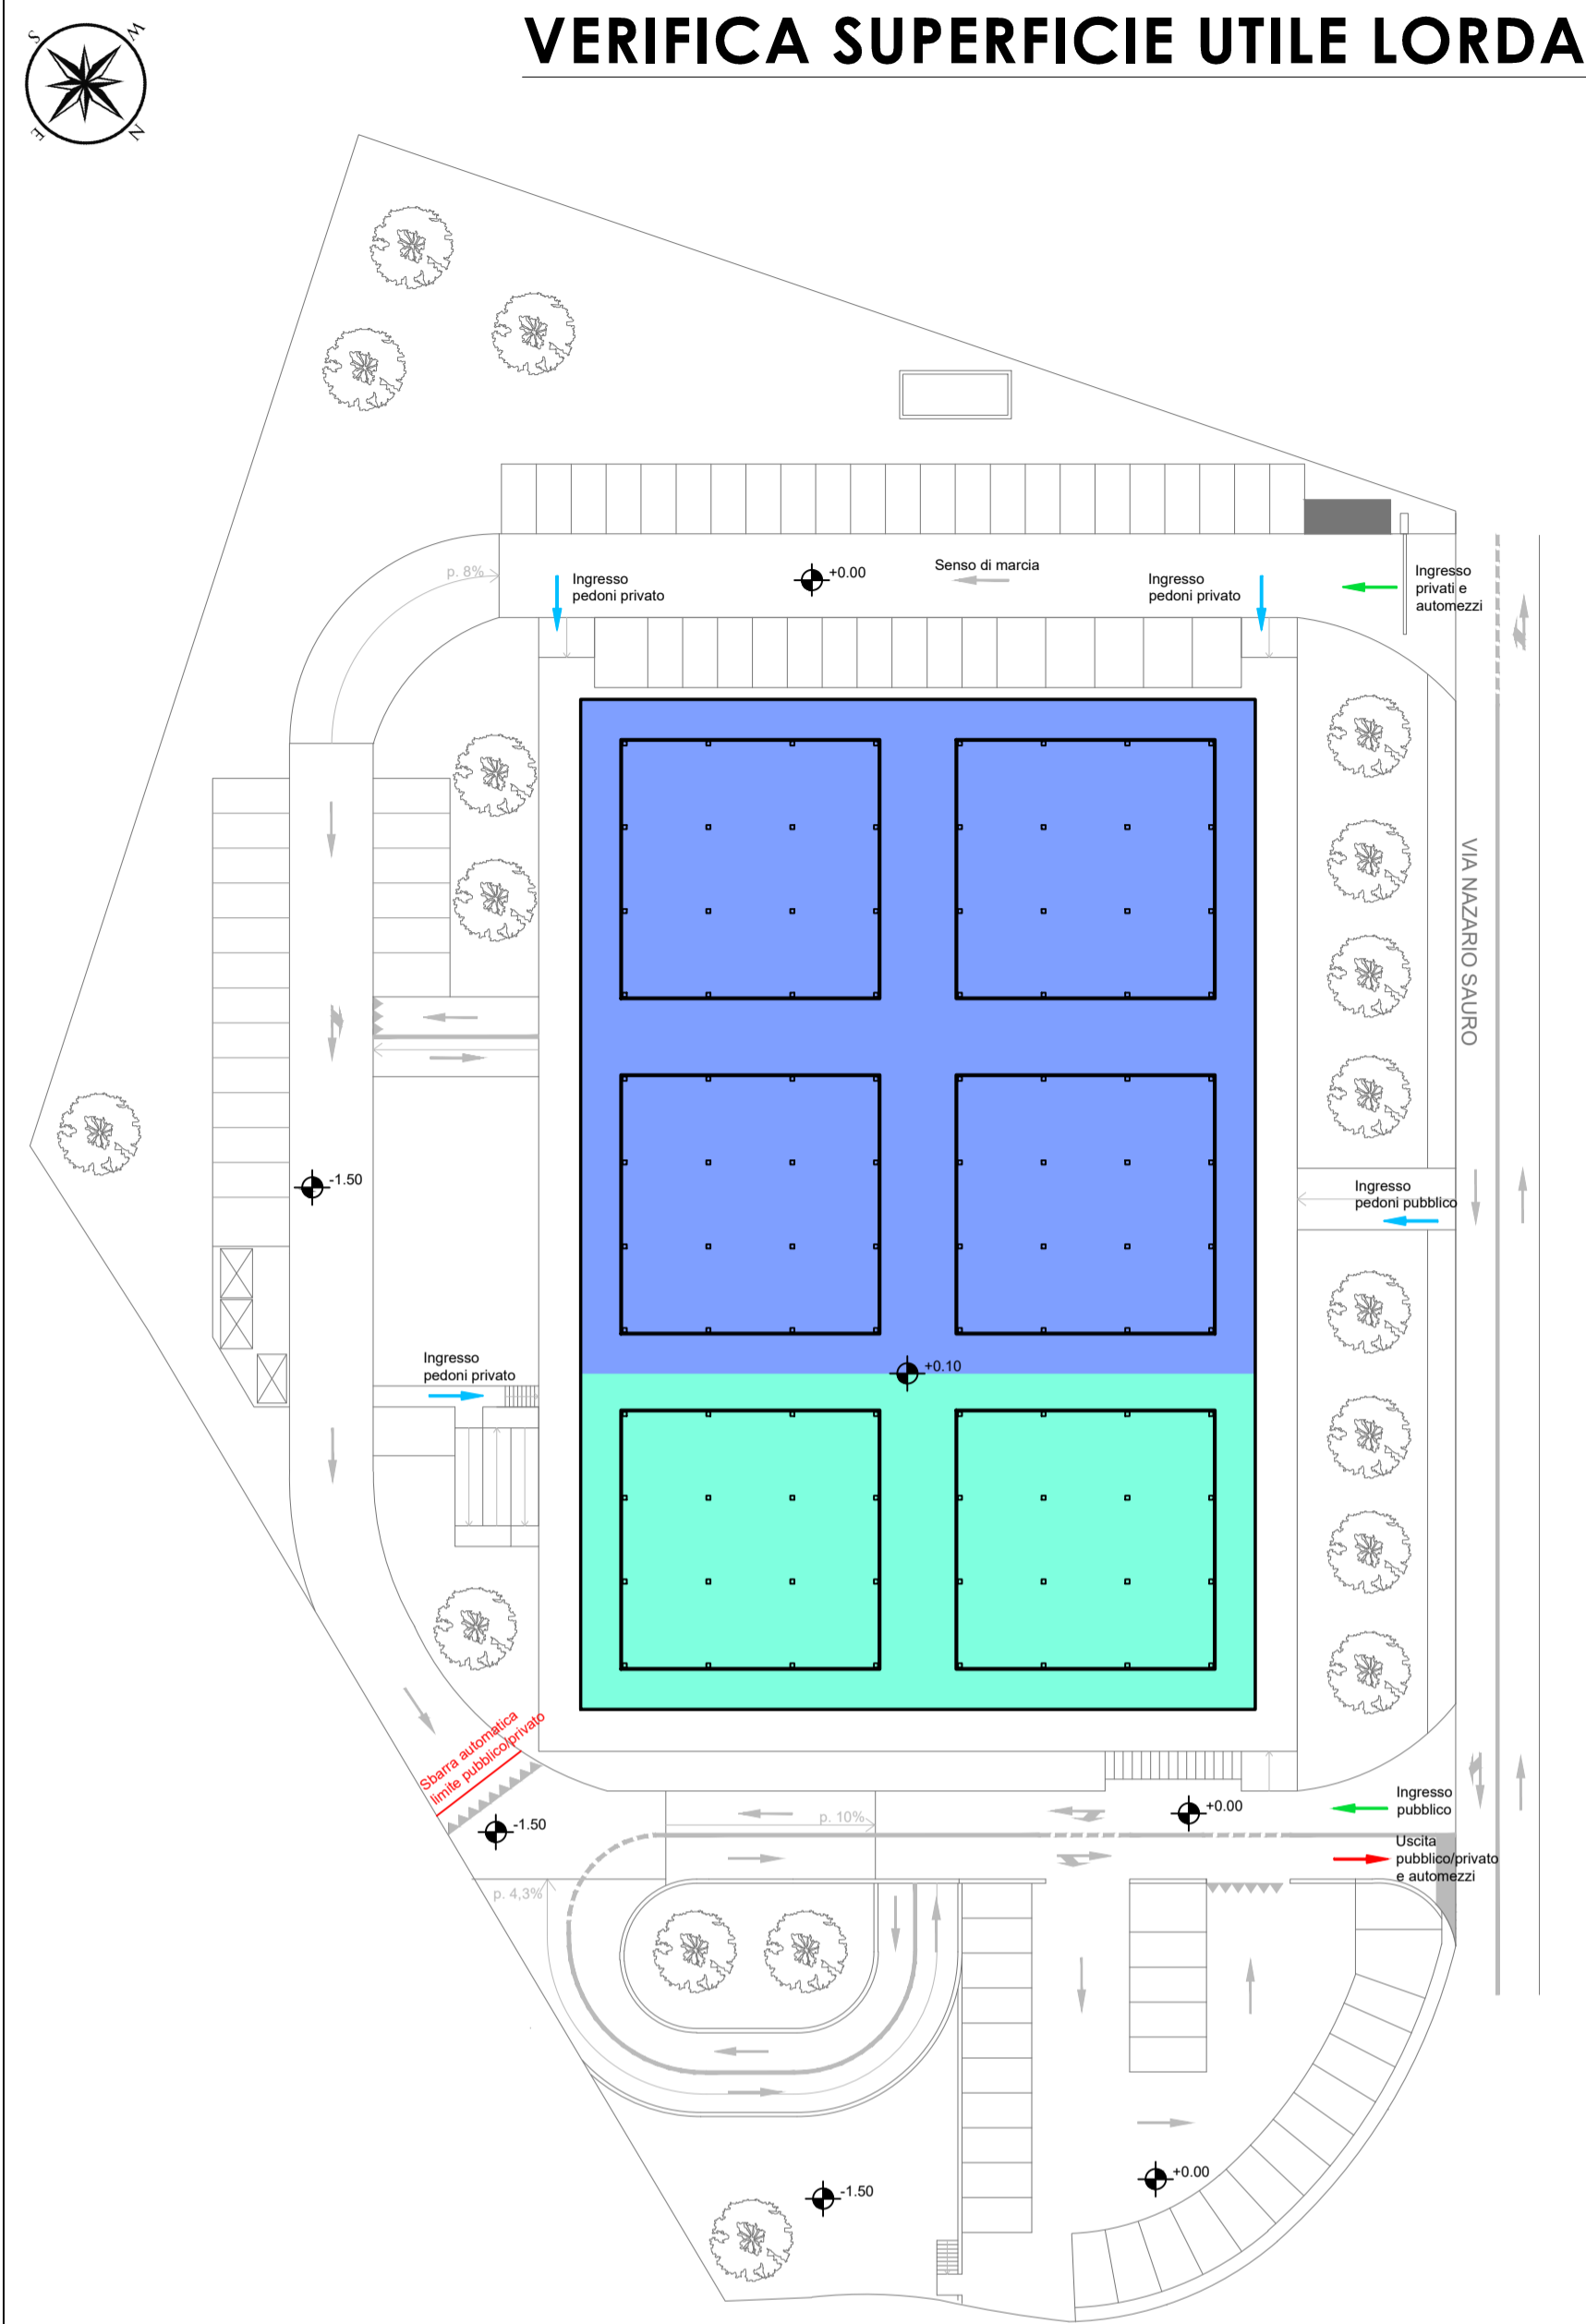 VERIFICA SUPERFICIE UTILE LORDA
S
W
E
N
p. 8%
Ingresso
pedoni privato
+0.00
Senso di marcia
Ingresso
pedoni privato
Ingresso
privati e
automezzi
VIA NAZARIO SAURO
-1.50
Ingresso
pedoni pubblico
Ingresso
pedoni privato
+0.10
Sbarra automatica
limite pubblico/privato
-1.50
p. 10%
+0.00
Ingresso
pubblico
Uscita
pubblico/privato
e automezzi
p. 4,3%
-1.50
+0.00